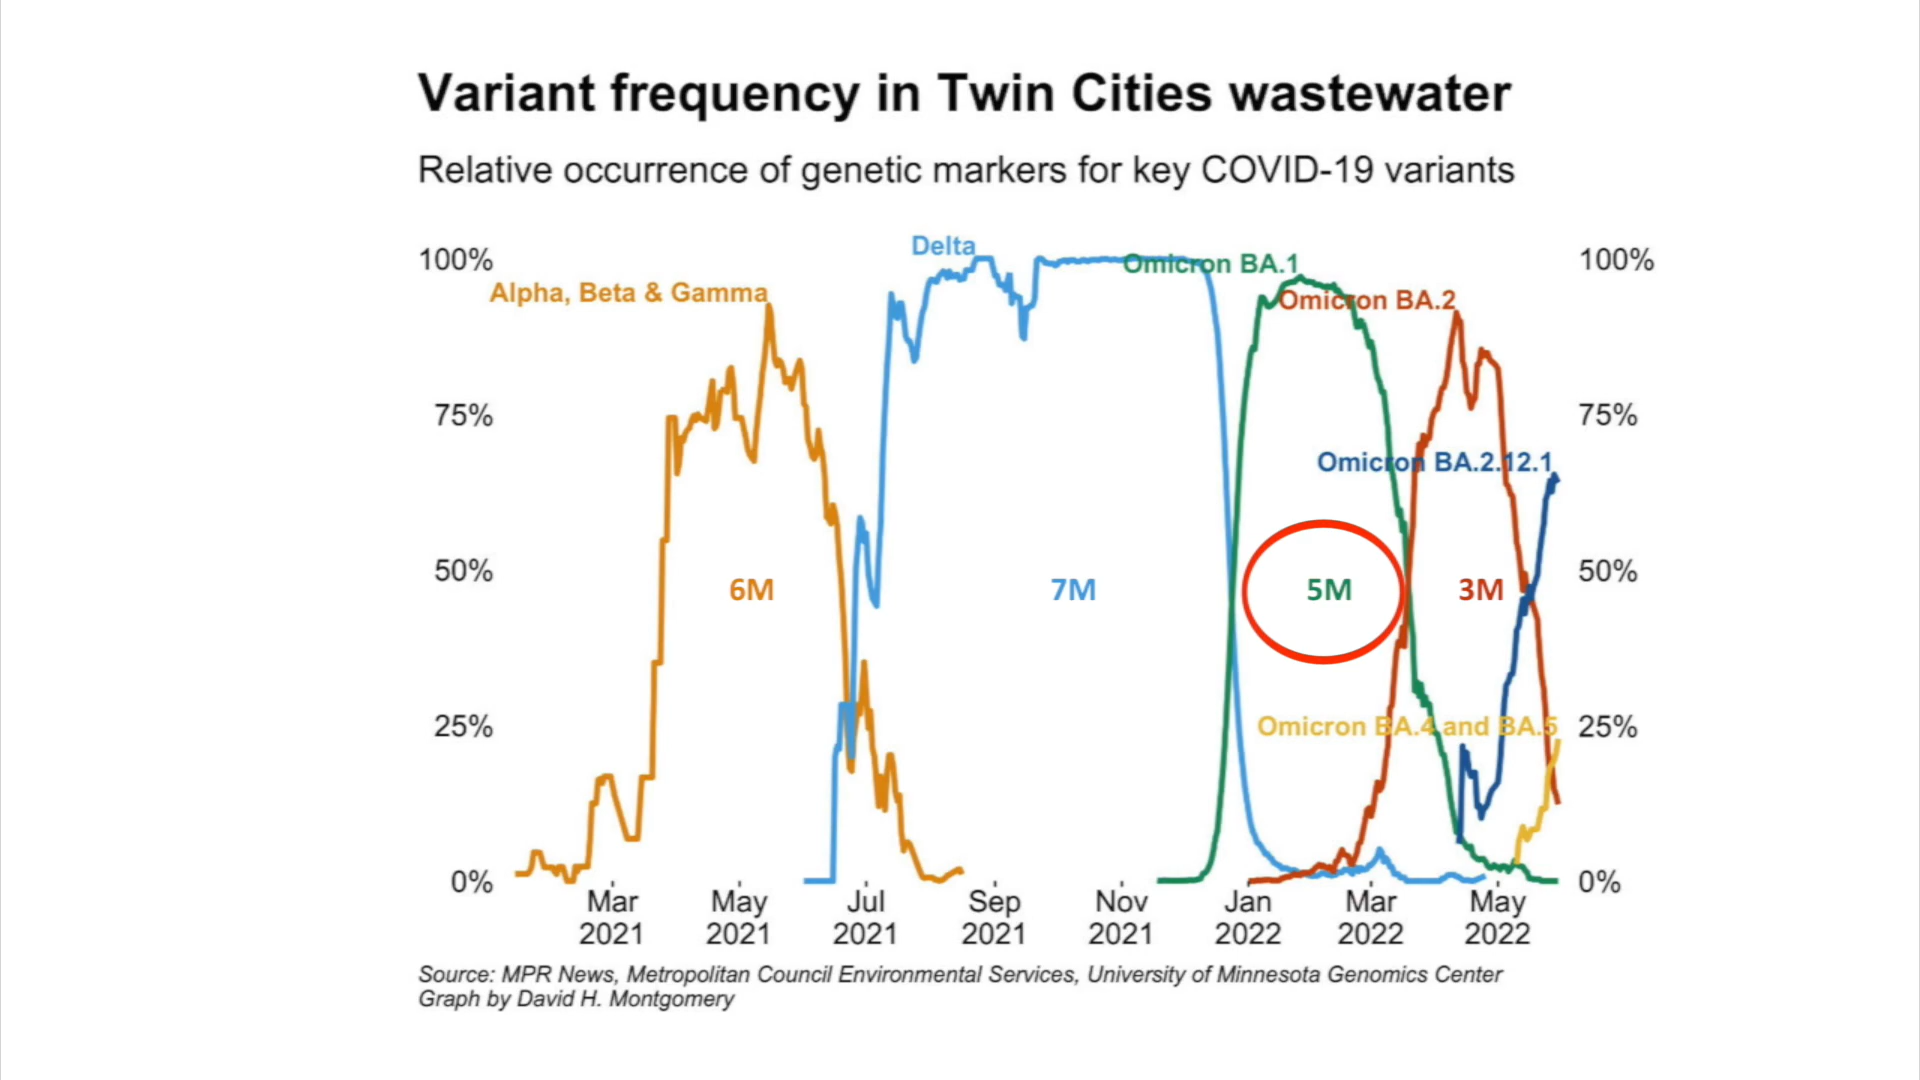 Variant frequency in Twin Cities wastewater
Relative occurrence of genetic markers for key COVID-19 variants
Delta
100%
Omicron BA.1
100%
Alpha, Beta & Gamma
Omicron BA.2
75%
75%
Omicron BA.2.12.1
50%
50%
6M
7M
5M
3M
25%
Omicron BA.4 and BA.5
25%
0%
0%
Mar May Jul Sep Nov Jan Mar May
2021 2021 2021 2021 2021 2022 2022 2022
Source: MPR News, Metropolitan Council Environmental Services, University of Minnesota Genomics Center
Graph by David H. Montgomery